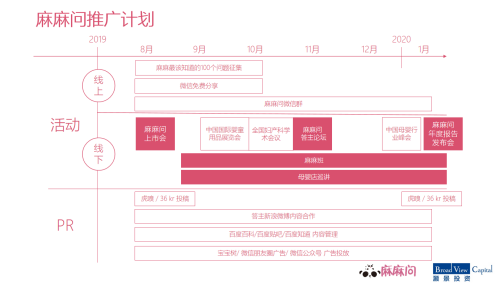 麻麻问推广计划
2019
2020
8月
9月
10月
11月
12月
1月
活动
线
上
麻麻最该知道的100个问题征集
微信免费分享
麻麻问微信群
线
下
麻麻问
上市会
中国国际婴童
用品展览会
全国妇产科学
术会议
麻麻问
答主论坛
中国母婴行
业峰会
麻麻问
年度报告
发布会
麻麻班
母婴店巡讲
PR
虎嗅 / 36 kr 投稿
虎嗅 / 36 kr 投稿
答主新浪微博内容合作
百度百科/百度贴吧/百度知道 内容管理
宝宝树/ 微信朋友圈广告/ 微信公众号 广告投放
麻麻问
Broad View Capital
晨晖投资